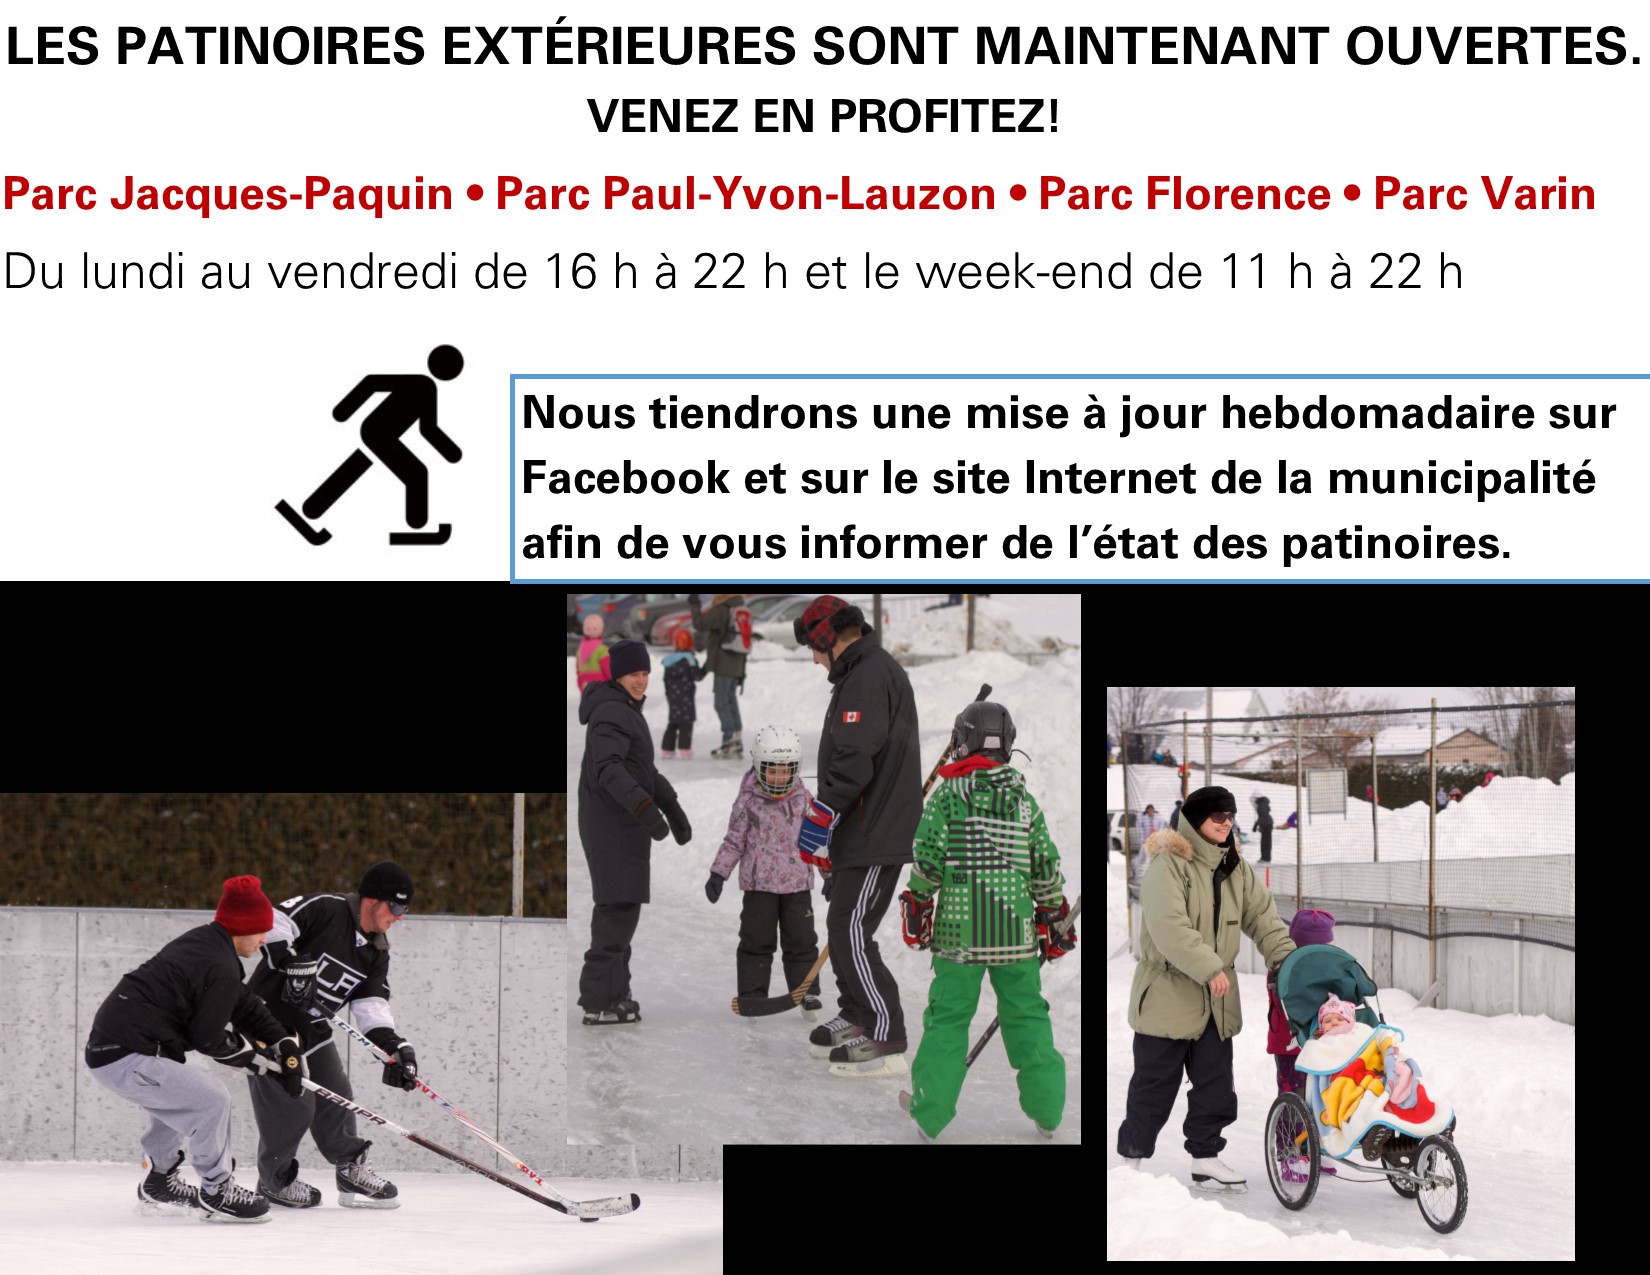 LES PATINOIRES EXTÉRIEURES SONT MAINTENANT OUVERTES.
VENEZ EN PROFITEZ!
Parc Jacques-Paquin • Parc Paul-Yvon-Lauzon • Parc Florence • Parc Varin
Du lundi au vendredi de 16 h à 22 h et le week-end de 11 h à 22 h
Nous tiendrons une mise à jour hebdomadaire sur
Facebook et sur le site Internet de la municipalité
afin de vous informer de l'état des patinoires.
LA